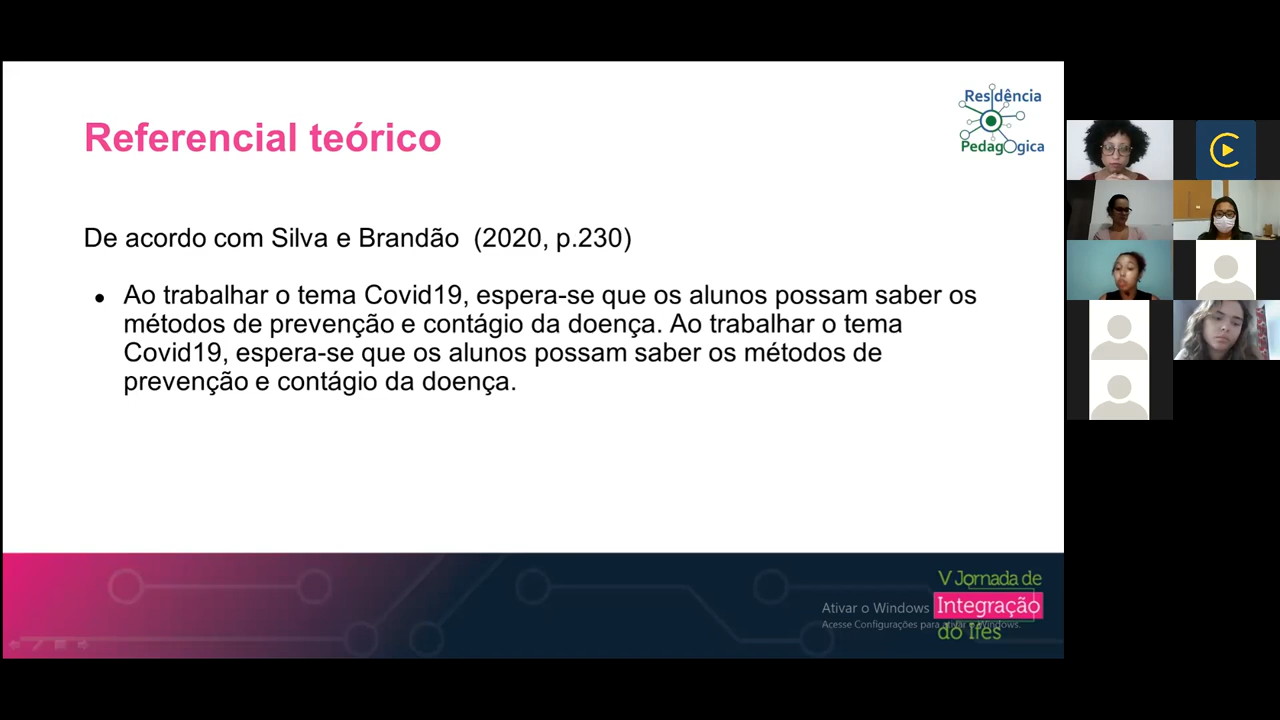 Residência
Pedagógica
Referencial teórico
De acordo com Silva e Brandão (2020, p.230)
• Ao trabalhar o tema Covid19, espera-se que os alunos possam saber os
métodos de prevenção e contágio da doença. Ao trabalhar o tema
Covid19, espera-se que os alunos possam saber os métodos de
prevenção e contágio da doença.
V Jornada de
Integração
do Ifes
Ativar o Windows
Acesse Configurações para ativar o Windows.